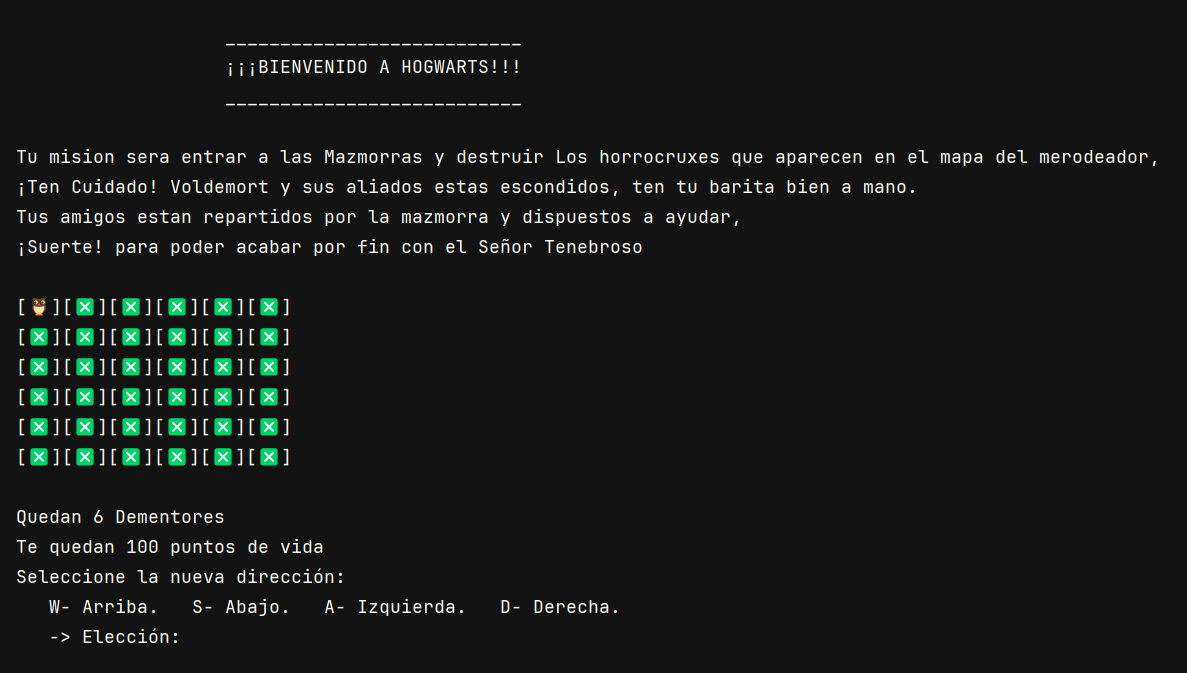 ___________________________
¡¡¡BIENVENIDO A HOGWARTS!!!
___________________________
Tu mision sera entrar a las Mazmorras y destruir Los horrocruxes que aparecen en el mapa del merodeador,
¡Ten Cuidado! Voldemort y sus aliados estas escondidos, ten tu barita bien a mano.
Tus amigos estan repartidos por la mazmorra y dispuestos a ayudar,
¡Suerte! para poder acabar por fin con el Señor Tenebroso
[🦉][❎][❎][❎][❎][❎]
[❎][❎][❎][❎][❎][❎]
[❎][❎][❎][❎][❎][❎]
[❎][❎][❎][❎][❎][❎]
[❎][❎][❎][❎][❎][❎]
[❎][❎][❎][❎][❎][❎]
Quedan 6 Dementores
Te quedan 100 puntos de vida
Seleccione la nueva dirección:
W- Arriba.   S- Abajo.   A- Izquierda.   D- Derecha.
-> Elección: